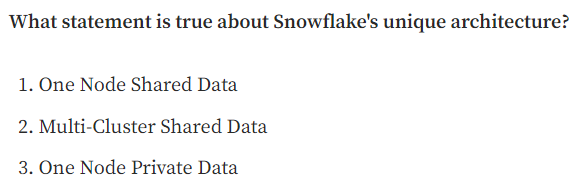 What statement is true about Snowflake's unique architecture?
1. One Node Shared Data
2. Multi-Cluster Shared Data
3. One Node Private Data